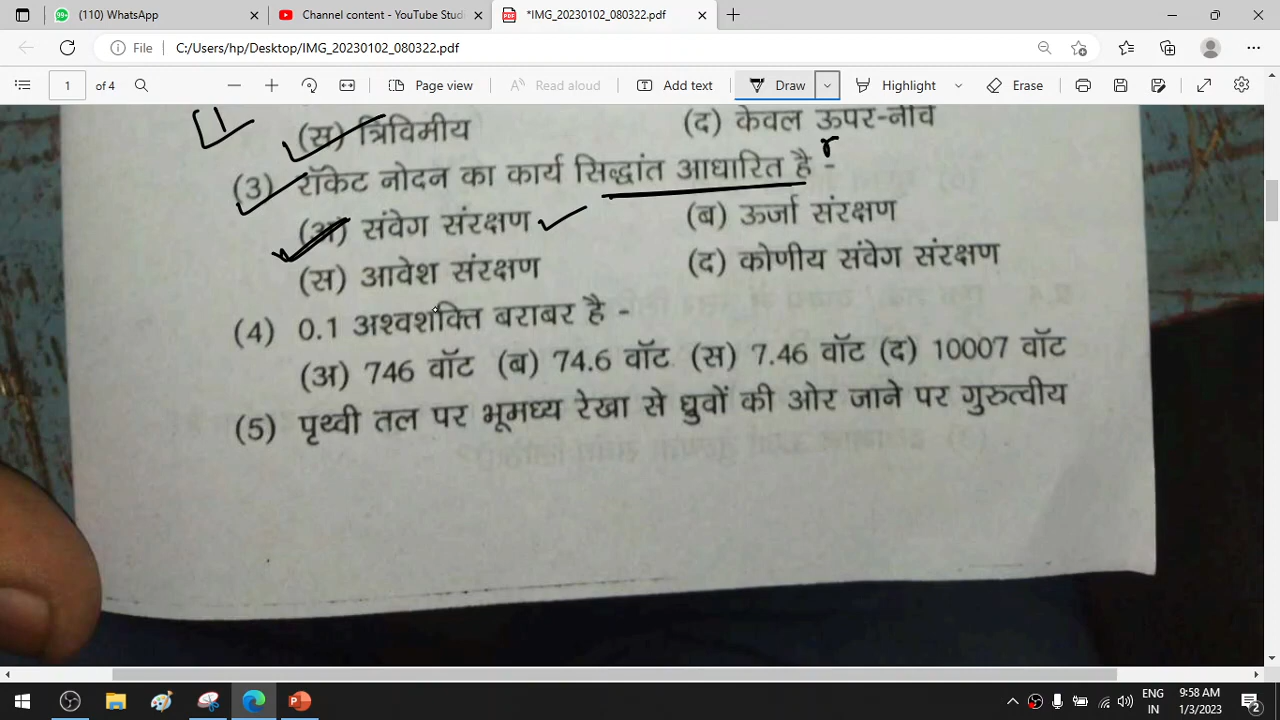 (110) WhatsApp
Channel content - YouTube Stud
*IMG_20230102_080322.pdf
File
C:/Users/hp/Desktop/IMG_20230102_080322.pdf
1 of 4
Page view
Read aloud
Add text
Draw
Highlight
Erase
(स) त्रिविमीय (द) केवल ऊपर-नीचे
(3) रॉकेट नोदन का कार्य सिद्धांत आधारित है -
(अ) संवेग संरक्षण (ब) ऊर्जा संरक्षण
(स) आवेश संरक्षण (द) कोणीय संवेग संरक्षण
(4) 0.1 अश्वशक्ति बराबर है -
(अ) 746 वॉट (ब) 74.6 वॉट (स) 7.46 वॉट (द) 10007 वॉट
(5) पृथ्वी तल पर भूमध्य रेखा से ध्रुवों की ओर जाने पर गुरुत्वीय
ENG
IN
9:58 AM
1/3/2023
2